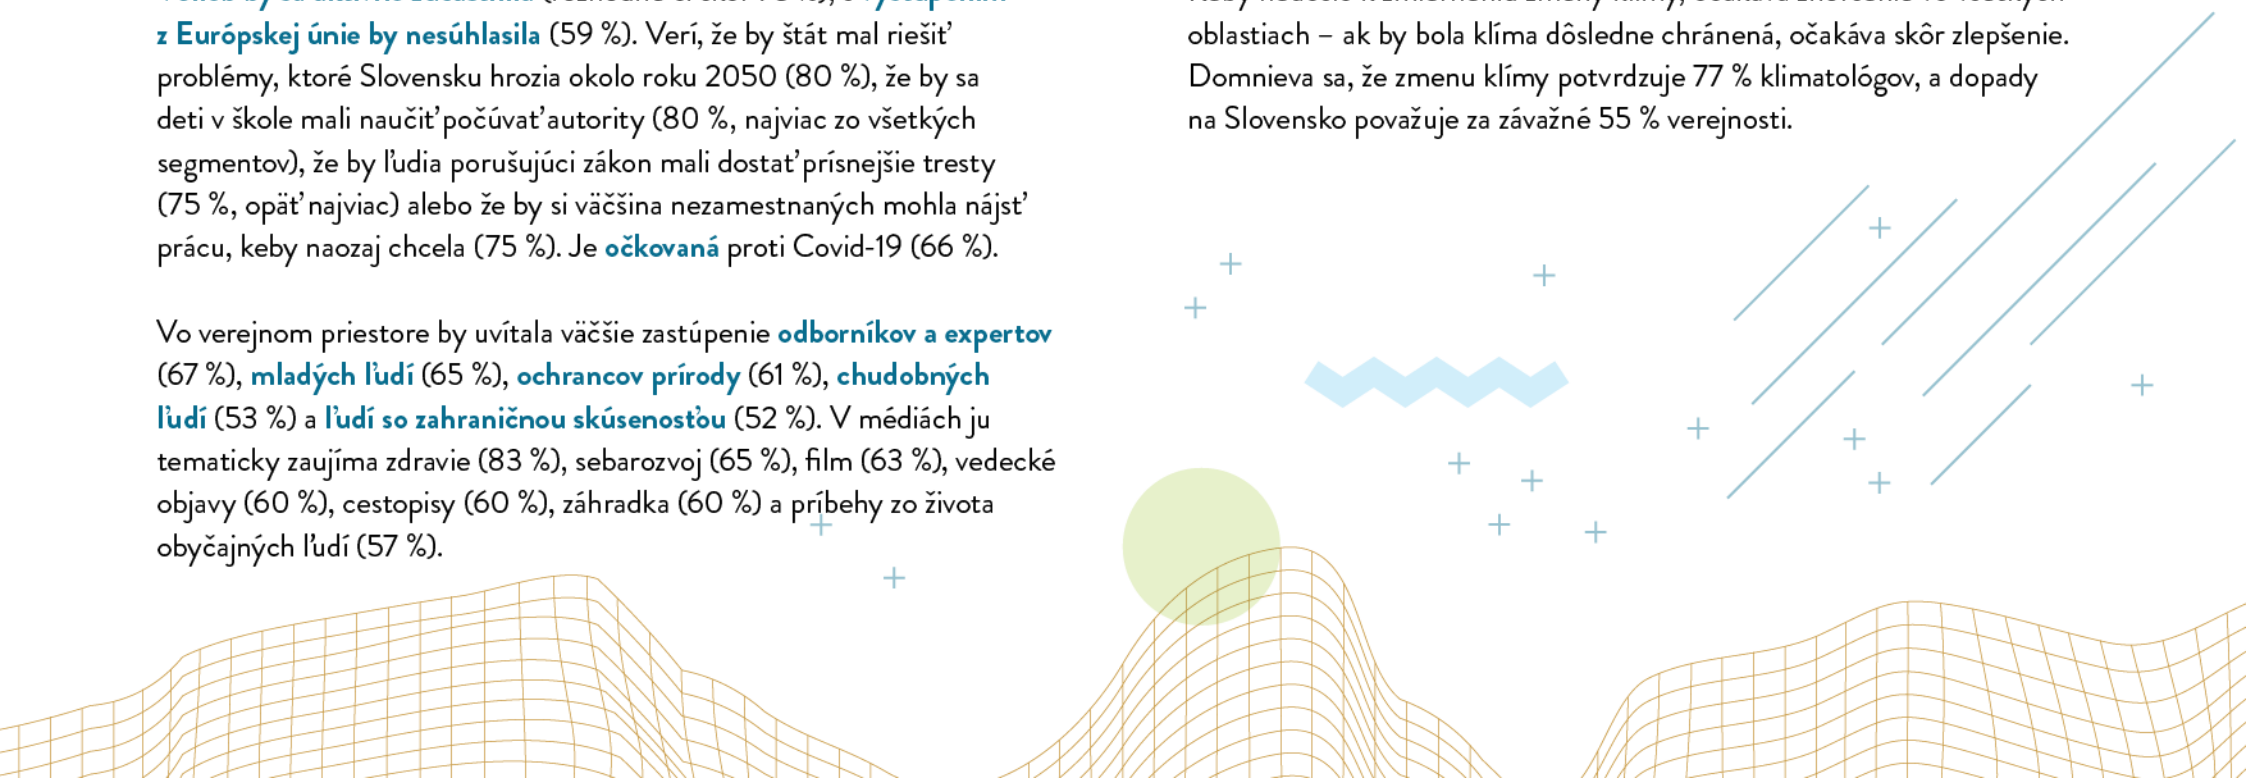 z Európskej únie by nesúhlasila (59 %). Verí, že by štát mal riešiť
problémy, ktoré Slovensku hrozia okolo roku 2050 (80 %), že by sa
deti v škole mali naučiť počúvať autority (80 %, najviac zo všetkých
segmentov), že by ľudia porušujúci zákon mali dostať prísnejšie tresty
(75 %, opäť najviac) alebo že by si väčšina nezamestnaných mohla nájsť
prácu, keby naozaj chcela (75 %). Je očkovaná proti Covid-19 (66 %).
Vo verejnom priestore by uvítala väčšie zastúpenie odborníkov a expertov
(67 %), mladých ľudí (65 %), ochrancov prírody (61 %), chudobných
ľudí (53 %) a ľudí so zahraničnou skúsenosťou (52 %). V médiách ju
tematicky zaujíma zdravie (83 %), sebarozvoj (65 %), film (63 %), vedecké
objavy (60 %), cestopisy (60 %), záhradka (60 %) a príbehy zo života
obyčajných ľudí (57 %).
oblastiach – ak by bola klíma dôsledne chránená, očakáva skôr zlepšenie.
Domnieva sa, že zmenu klímy potvrdzuje 77 % klimatológov, a dopady
na Slovensko považuje za závažné 55 % verejnosti.